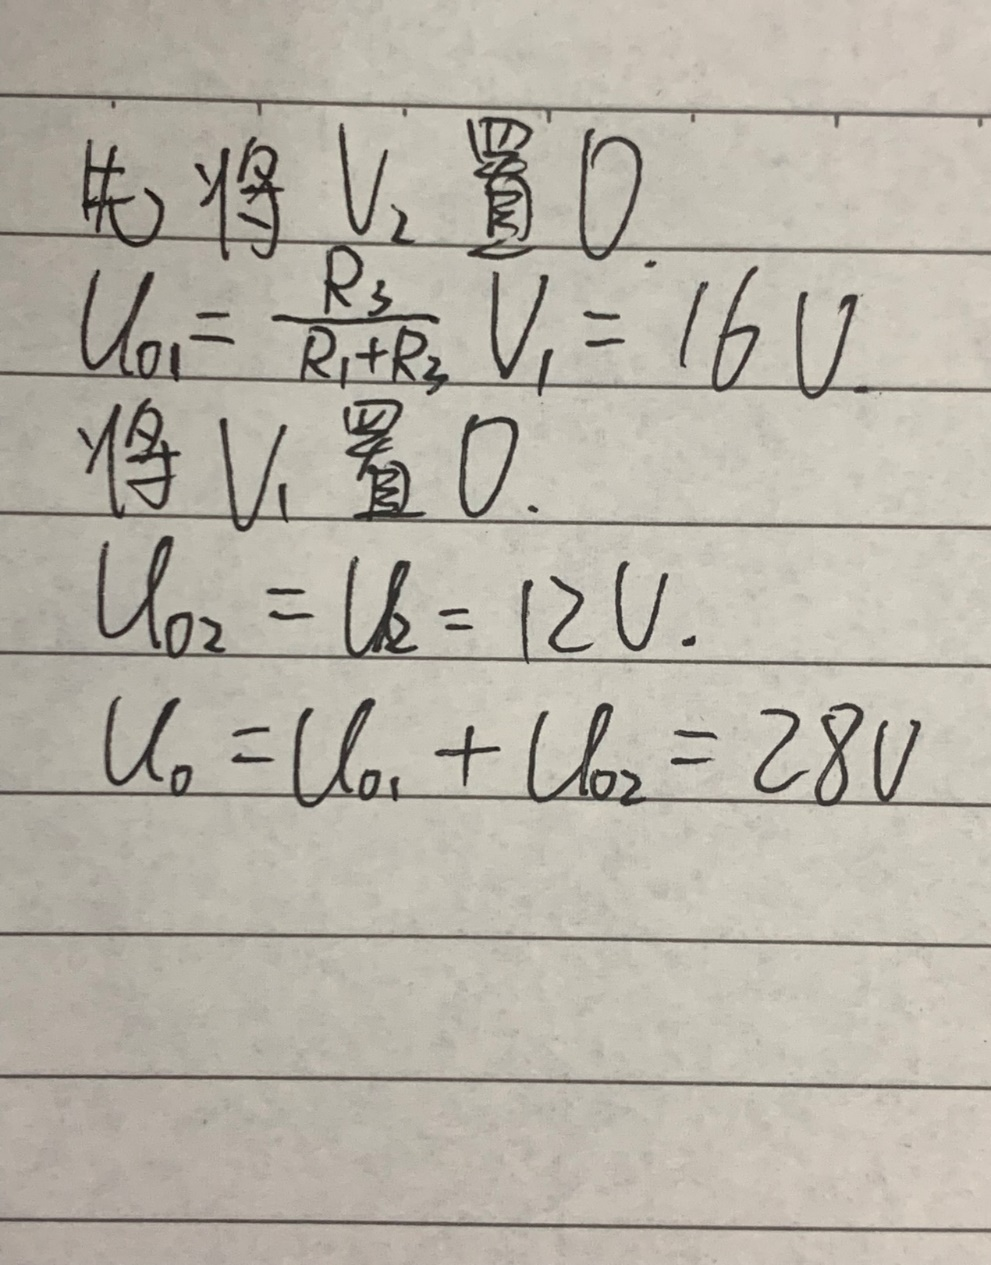 先将 V₂ 置 0.
U₀₁ = R₃/(R₁+R₃) V₁ = 16V.
将 V₁ 置 0.
U₀₂ = U₂ = 12V.
U₀ = U₀₁ + U₀₂ = 28V